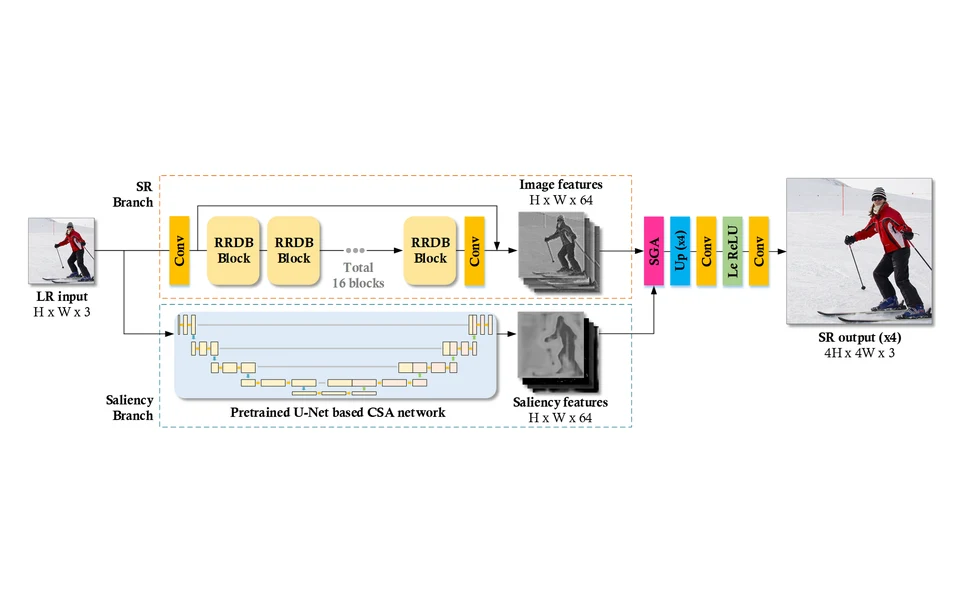 SR
Branch
Image features
H x W x 64
Conv
RRDB
Block
RRDB
Block
RRDB
Block
Conv
Total
16 blocks
SGA
Up (x4)
Conv
Le ReLU
Conv
LR input
H x W x 3
SR output (x4)
4H x 4W x 3
Saliency
Branch
Pretrained U-Net based CSA network
Saliency features
H x W x 64